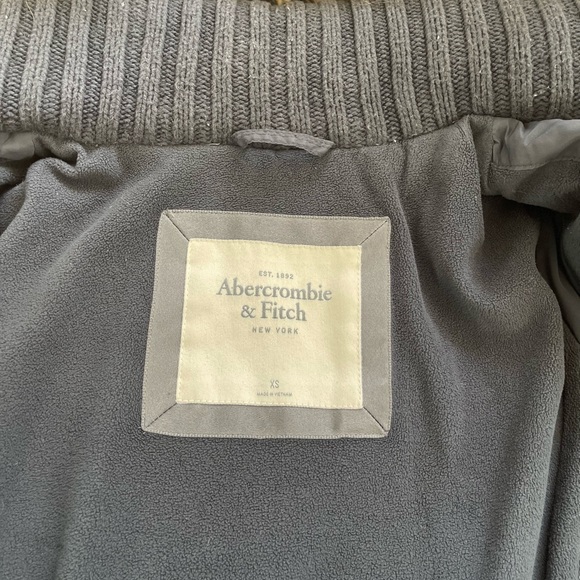 EST. 1892
Abercrombie
& Fitch
NEW YORK
XS
MADE IN VIETNAM